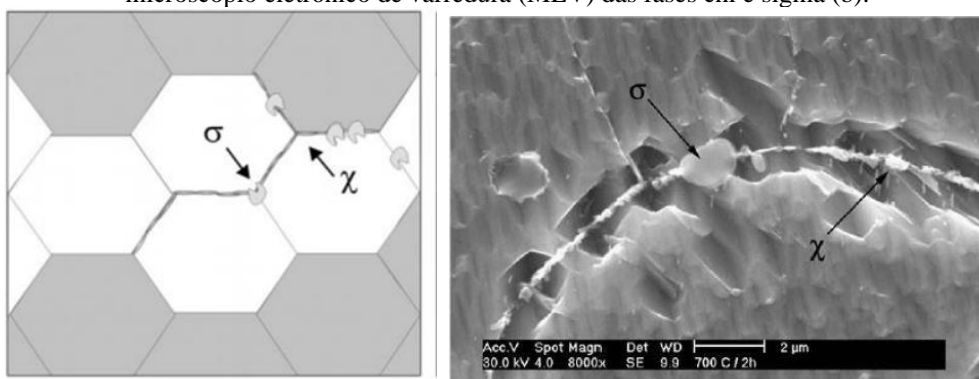 microscópio eletrônico de varredura (MEV) das fases chi e sigma (b).
σ
χ
σ
χ
Acc.V Spot Magn Det WD 2 µm
30.0 kV 4.0 8000x SE 9.9 700 C / 2h